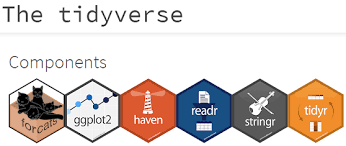 The tidyverse
Components
forcats
ggplot2
haven
readr
stringr
tidyr